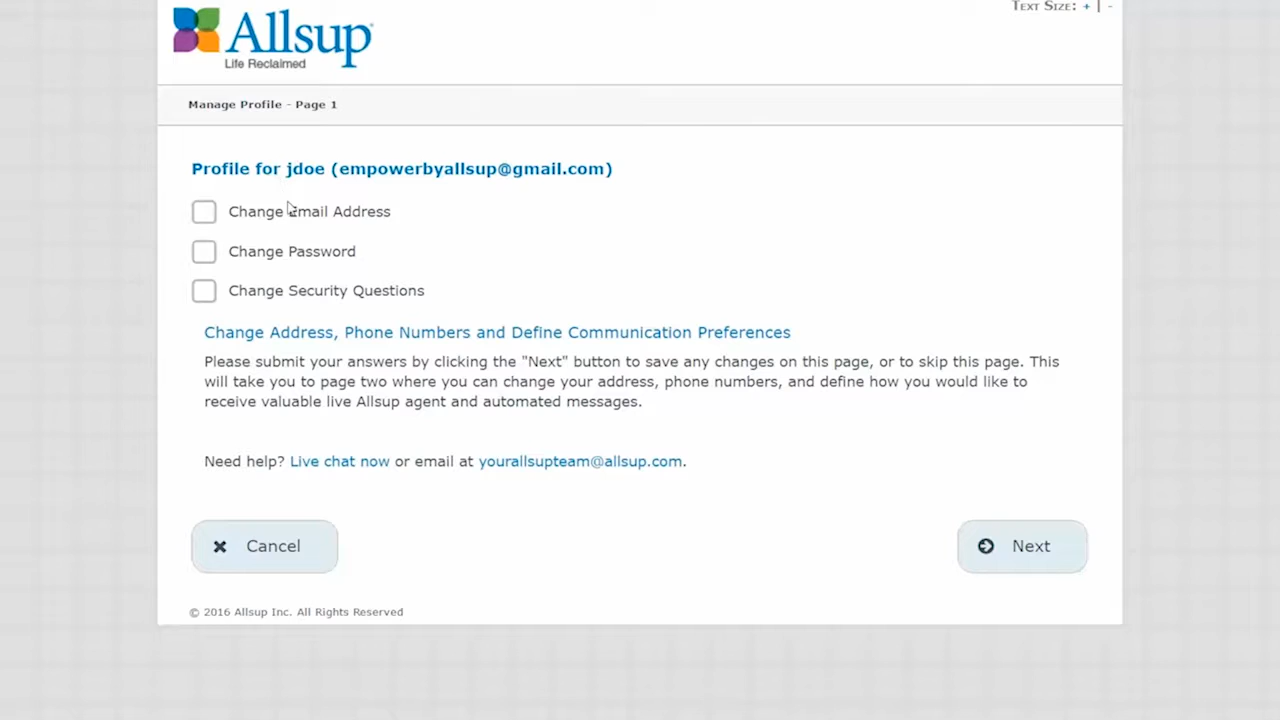 Text Size: + | -
Allsup®
Life Reclaimed
Manage Profile - Page 1
Profile for jdoe (empowerbyallsup@gmail.com)
Change Email Address
Change Password
Change Security Questions
Change Address, Phone Numbers and Define Communication Preferences
Please submit your answers by clicking the "Next" button to save any changes on this page, or to skip this page. This
will take you to page two where you can change your address, phone numbers, and define how you would like to
receive valuable live Allsup agent and automated messages.
Need help? Live chat now or email at yourallsupteam@allsup.com.
Cancel
Next
© 2016 Allsup Inc. All Rights Reserved